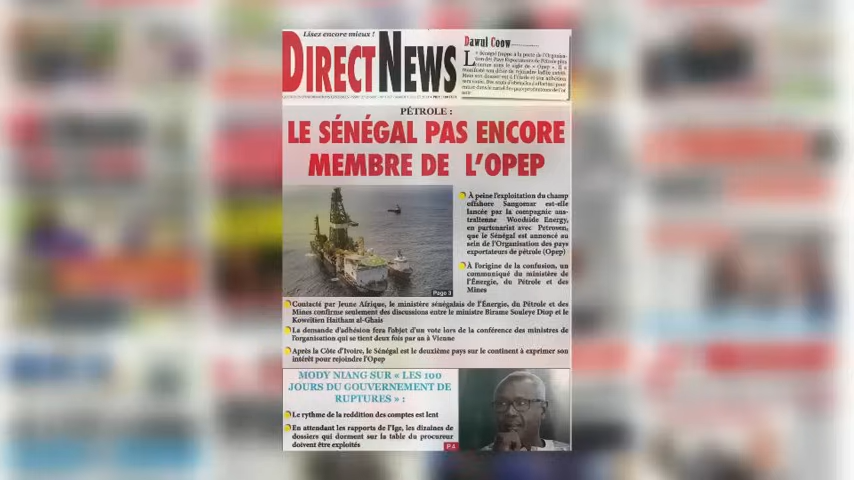 Lisez encore mieux !
DIRECT NEWS
Dawul Coow
PÉTROLE :
LE SÉNÉGAL PAS ENCORE
MEMBRE DE L'OPEP
À peine l'exploitation du champ
offshore Sangomar est-elle
lancée par la compagnie aus-
tralienne Woodside Energy,
en partenariat avec Petrosen,
que le Sénégal est annoncé au
sein de l'Organisation des pays
exportateurs de pétrole (Opep)
À l'origine de la confusion, un
communiqué du ministère de
l'Énergie, du Pétrole et des
Mines
Page 3
Contacté par Jeune Afrique, le ministère sénégalais de l'Énergie, du Pétrole et des
Mines confirme seulement des discussions entre le ministre Birame Souleye Diop et le
Koweïtien Haitham al-Ghais
La demande d'adhésion fera l'objet d'un vote lors de la conférence des ministres de
l'organisation qui se tient deux fois par an à Vienne
Après la Côte d'Ivoire, le Sénégal est le deuxième pays sur le continent à exprimer son
intérêt pour rejoindre l'Opep
MODY NIANG SUR « LES 100
JOURS DU GOUVERNEMENT DE
RUPTURES » :
Le rythme de la reddition des comptes est lent
En attendant les rapports de l'Ige, les dizaines de
dossiers qui dorment sur la table du procureur
doivent être exploités
P.4